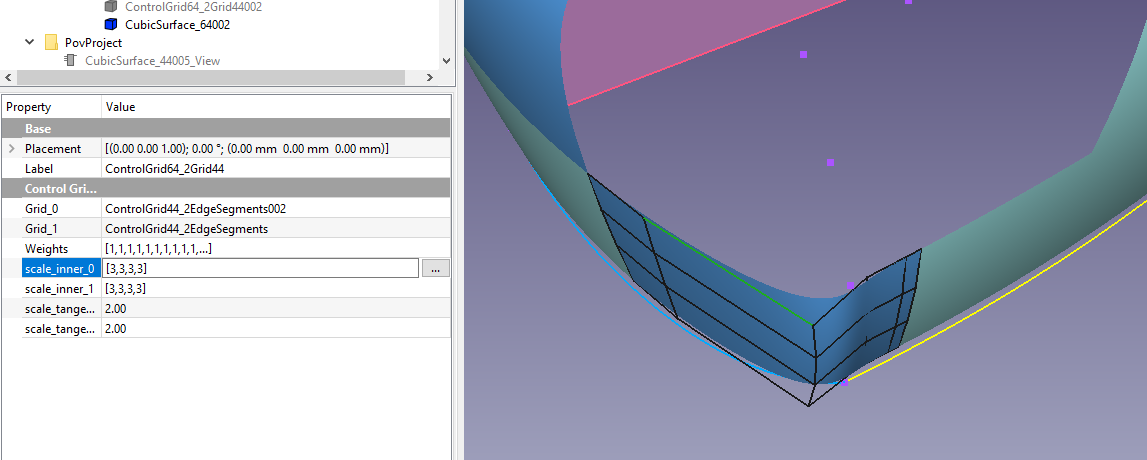 ControlGrid64_2Grid44002
CubicSurface_64002
PovProject
CubicSurface_44005_View
Property Value
Base
Placement [(0.00 0.00 1.00); 0.00 °; (0.00 mm 0.00 mm 0.00 mm)]
Label ControlGrid64_2Grid44
Control Gri...
Grid_0 ControlGrid44_2EdgeSegments002
Grid_1 ControlGrid44_2EdgeSegments
Weights [1,1,1,1,1,1,1,1,1,1,...]
scale_inner_0 [3,3,3,3] ...
scale_inner_1 [3,3,3,3]
scale_tange... 2.00
scale_tange... 2.00